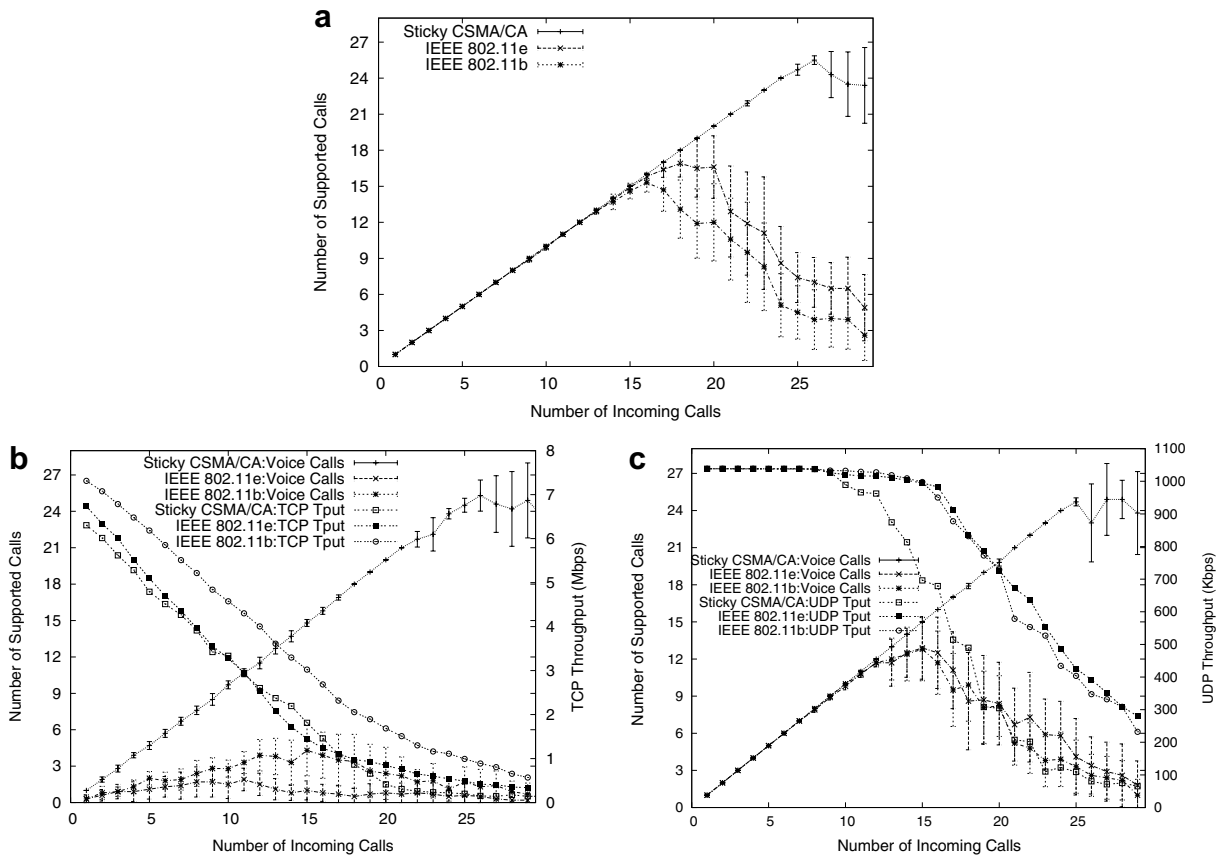 a
Sticky CSMA/CA
IEEE 802.11e
IEEE 802.11b
27
24
21
18
15
12
9
6
3
0
Number of Supported Calls
0 5 10 15 20 25
Number of Incoming Calls
b
Sticky CSMA/CA:Voice Calls
IEEE 802.11e:Voice Calls
IEEE 802.11b:Voice Calls
Sticky CSMA/CA:TCP Tput
IEEE 802.11e:TCP Tput
IEEE 802.11b:TCP Tput
27
24
21
18
15
12
9
6
3
0
Number of Supported Calls
8
7
6
5
4
3
2
1
0
TCP Throughput (Mbps)
0 5 10 15 20 25
Number of Incoming Calls
c
Sticky CSMA/CA:Voice Calls
IEEE 802.11e:Voice Calls
IEEE 802.11b:Voice Calls
Sticky CSMA/CA:UDP Tput
IEEE 802.11e:UDP Tput
IEEE 802.11b:UDP Tput
27
24
21
18
15
12
9
6
3
0
Number of Supported Calls
1100
1000
900
800
700
600
500
400
300
200
100
0
UDP Throughput (Kbps)
0 5 10 15 20 25
Number of Incoming Calls